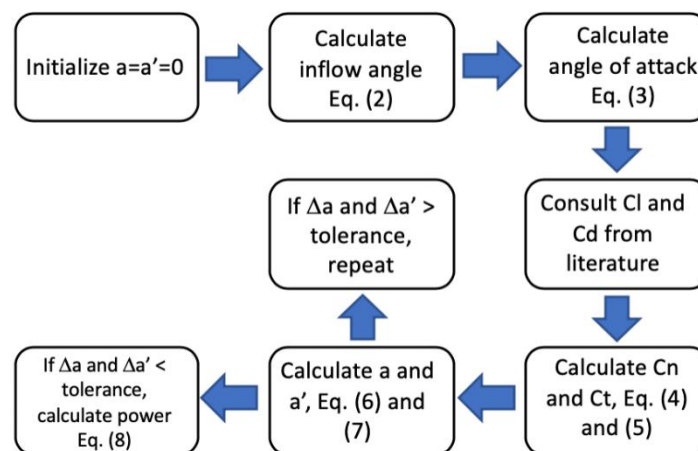 Initialize a=a’=0
Calculate
inflow angle
Eq. (2)
Calculate
angle of attack
Eq. (3)
Consult Cl and
Cd from
literature
Calculate Cn
and Ct, Eq. (4)
and (5)
Calculate a and
a’, Eq. (6) and
(7)
If Δa and Δa’ >
tolerance,
repeat
If Δa and Δa’ <
tolerance,
calculate power
Eq. (8)